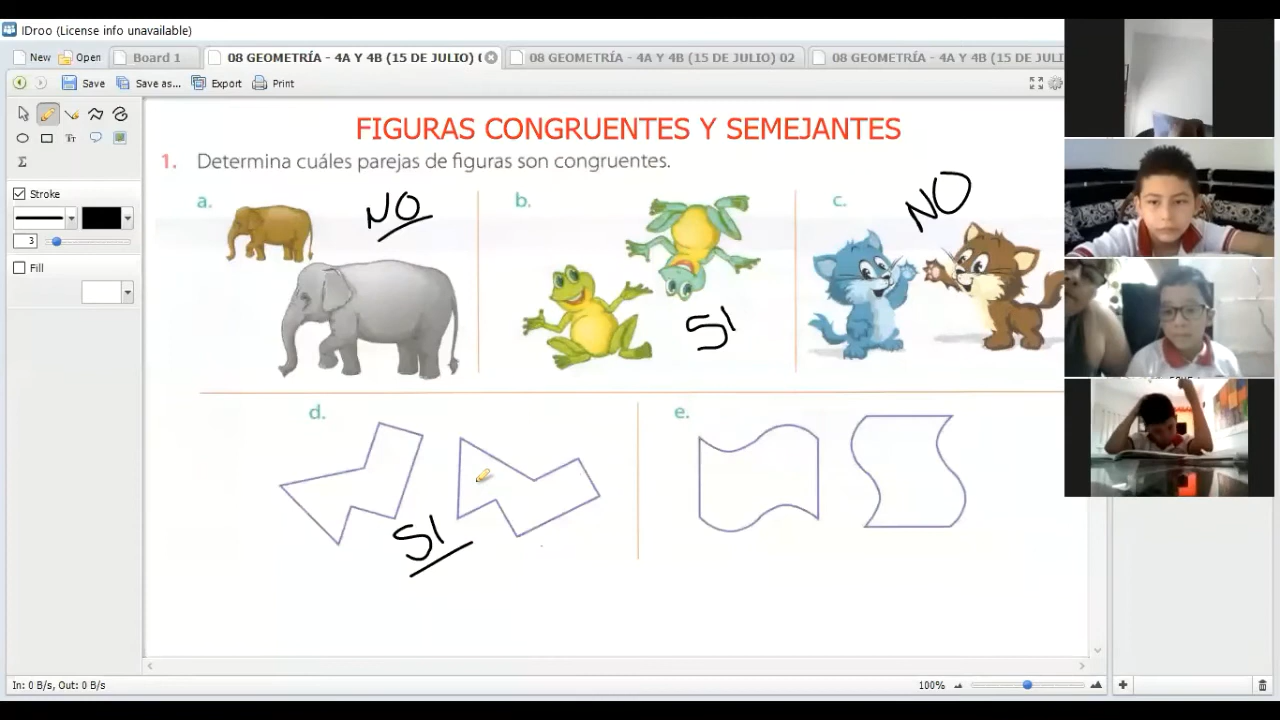 IDroo (License info unavailable)
New Open Board 1 08 GEOMETRÍA - 4A Y 4B (15 DE JULIO) ( 08 GEOMETRÍA - 4A Y 4B (15 DE JULIO) 02 08 GEOMETRÍA - 4A Y 4B (15 DE JULI
Save Save as... Export Print
FIGURAS CONGRUENTES Y SEMEJANTES
1. Determina cuáles parejas de figuras son congruentes.
Stroke
3
Fill
a. NO
b. SI
c. NO
d. SI
e.
In: 0 B/s, Out: 0 B/s 100%